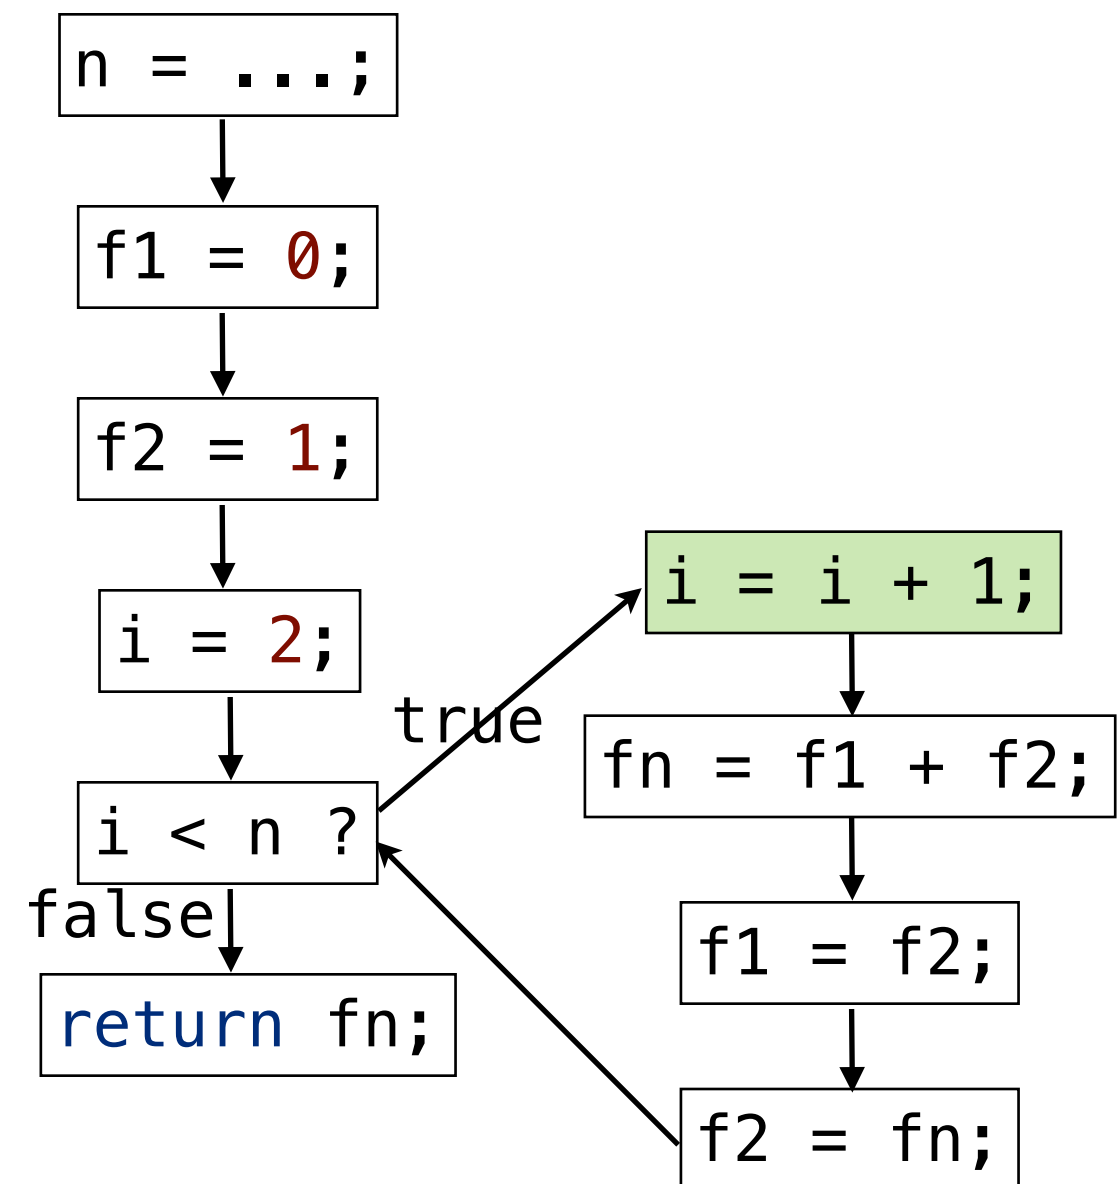 n = ...;
f1 = 0;
f2 = 1;
i = 2;
i < n ?
true
false
return fn;
i = i + 1;
fn = f1 + f2;
f1 = f2;
f2 = fn;